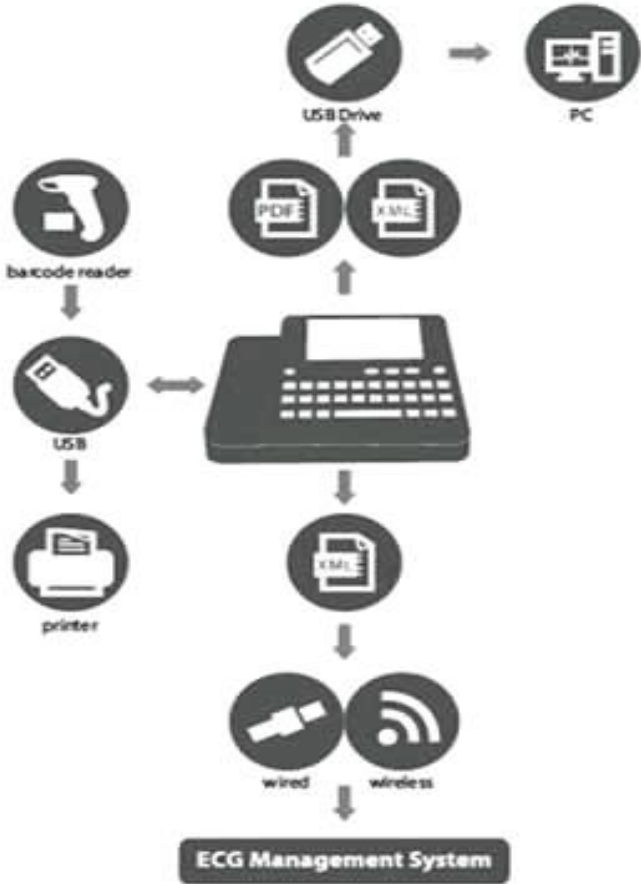 USB Drive
PC
PDF
XML
barcode reader
USB
XML
printer
wired
wireless
ECG Management System